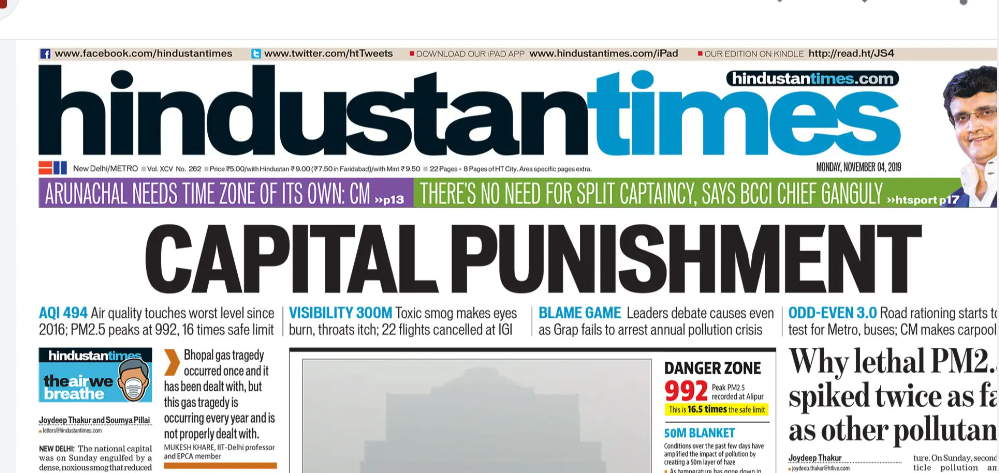 www.facebook.com/hindustantimes www.twitter.com/htTweets DOWNLOAD OUR iPAD APP www.hindustantimes.com/iPad OUR EDITION ON KINDLE http://read.ht/JS4
hindustantimes.com
hindustantimes
New Delhi/METRO Vol. XCV No. 262 Price ₹5.00/with Hindustan ₹9.00 (₹7.50 in Faridabad)/with Mint ₹9.50 22 Pages + 8 Pages of HT City. Area specific pages extra. MONDAY, NOVEMBER 04, 2019
ARUNACHAL NEEDS TIME ZONE OF ITS OWN: CM >>p13 THERE'S NO NEED FOR SPLIT CAPTAINCY, SAYS BCCI CHIEF GANGULY >>htsport p17
CAPITAL PUNISHMENT
AQI 494 Air quality touches worst level since
2016; PM2.5 peaks at 992, 16 times safe limit
VISIBILITY 300M Toxic smog makes eyes
burn, throats itch; 22 flights cancelled at IGI
BLAME GAME Leaders debate causes even
as Grap fails to arrest annual pollution crisis
ODD-EVEN 3.0 Road rationing starts to
test for Metro, buses; CM makes carpool
hindustantimes
the air we
breathe
Joydeep Thakur and Soumya Pillai
letters@hindustantimes.com
NEW DELHI: The national capital
was on Sunday engulfed by a
dense, noxious smog that reduced
Bhopal gas tragedy
occurred once and it
has been dealt with, but
this gas tragedy is
occurring every year and is
not properly dealt with.
MUKESH KHARE, IIT-Delhi professor
and EPCA member
DANGER ZONE
992 Peak PM2.5
recorded at Alipur
This is 16.5 times the safe limit
50M BLANKET
Conditions over the past few days have
amplified the impact of pollution by
creating a 50m layer of haze
As temperature has gone down in
Why lethal PM2.
spiked twice as fa
as other pollutan
Joydeep Thakur
joydeep.thakur@htlive.com
ture. On Sunday, second
ticle pollution